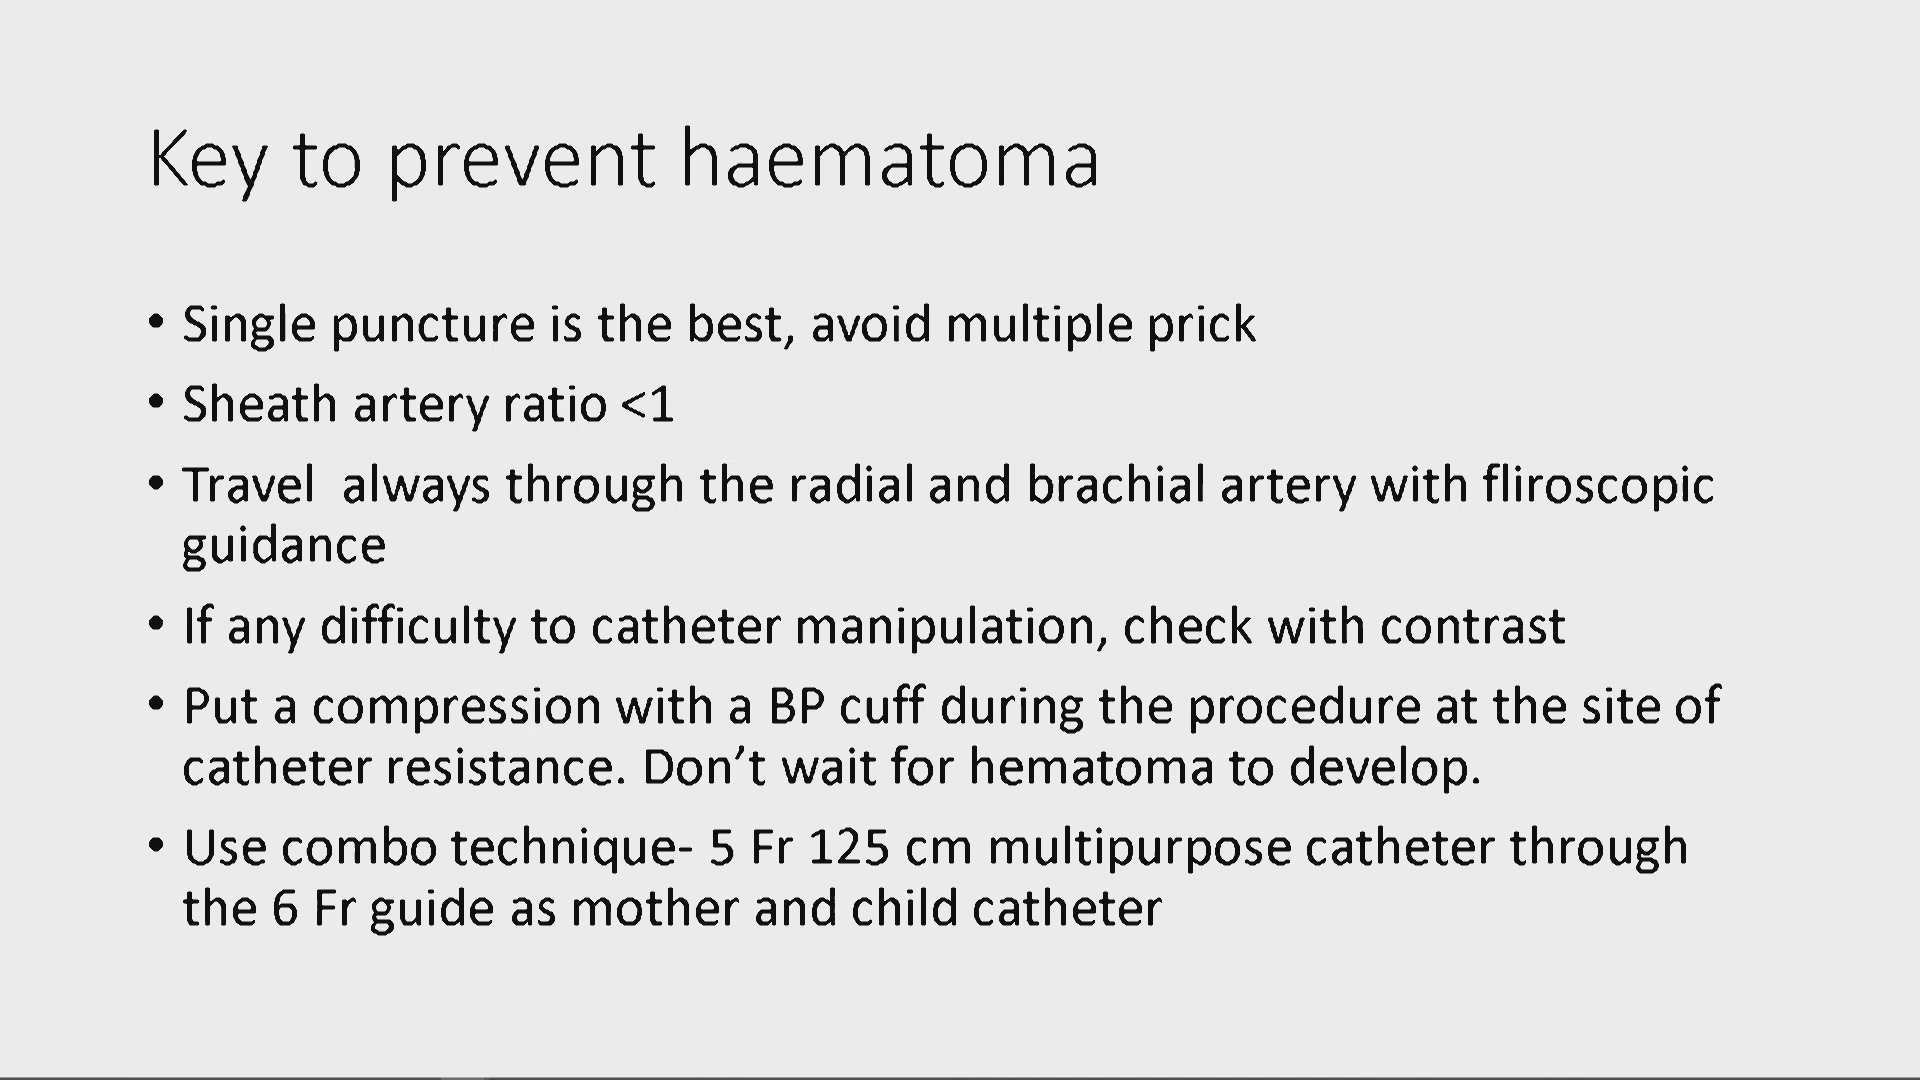 Key to prevent haematoma
• Single puncture is the best, avoid multiple prick
• Sheath artery ratio <1
• Travel  always through the radial and brachial artery with fliroscopic
guidance
• If any difficulty to catheter manipulation, check with contrast
• Put a compression with a BP cuff during the procedure at the site of
catheter resistance. Don’t wait for hematoma to develop.
• Use combo technique- 5 Fr 125 cm multipurpose catheter through
the 6 Fr guide as mother and child catheter